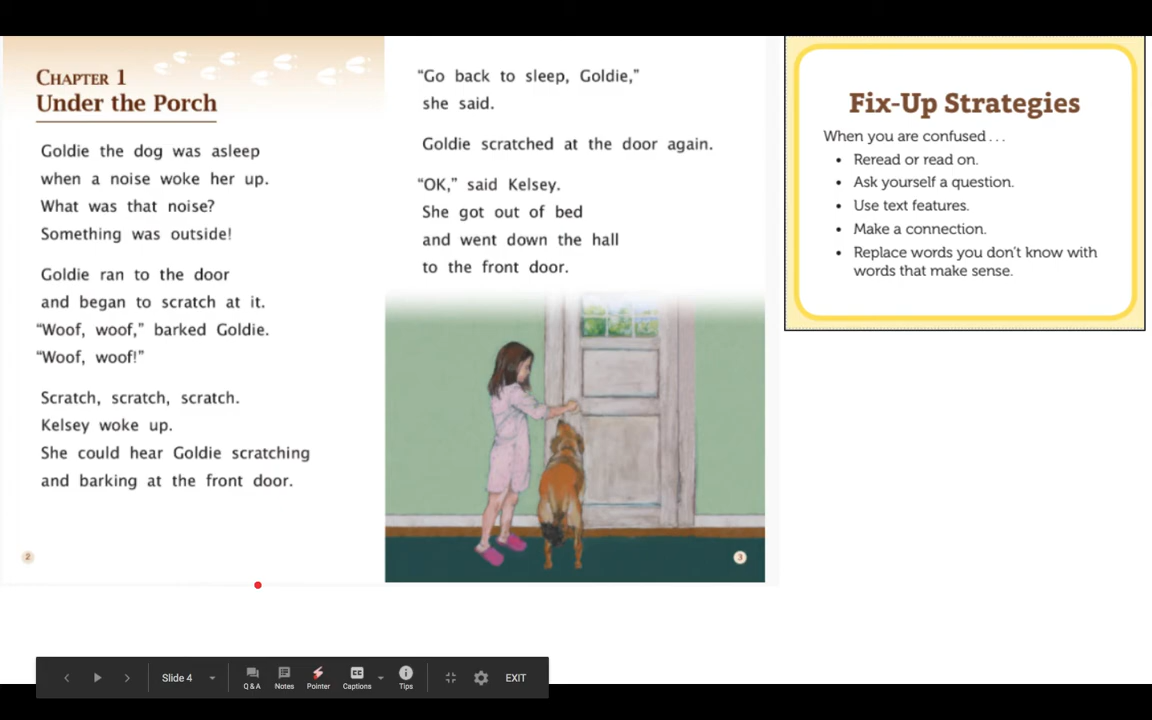 CHAPTER 1
Under the Porch
Goldie the dog was asleep
when a noise woke her up.
What was that noise?
Something was outside!
Goldie ran to the door
and began to scratch at it.
“Woof, woof,” barked Goldie.
“Woof, woof!”
Scratch, scratch, scratch.
Kelsey woke up.
She could hear Goldie scratching
and barking at the front door.
2
“Go back to sleep, Goldie,”
she said.
Goldie scratched at the door again.
“OK,” said Kelsey.
She got out of bed
and went down the hall
to the front door.
3
Fix-Up Strategies
When you are confused . . .
• Reread or read on.
• Ask yourself a question.
• Use text features.
• Make a connection.
• Replace words you don’t know with
words that make sense.
Slide 4
Q & A
Notes
Pointer
CC
Captions
Tips
EXIT